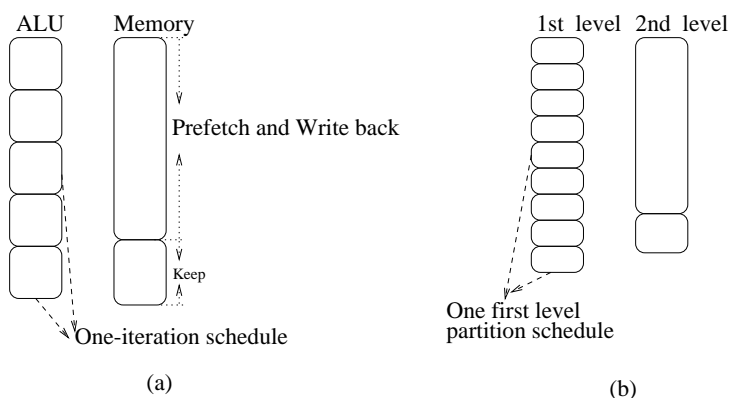 ALU
Memory
Prefetch and Write back
Keep
One-iteration schedule
(a)
1st level
2nd level
One first level
partition schedule
(b)